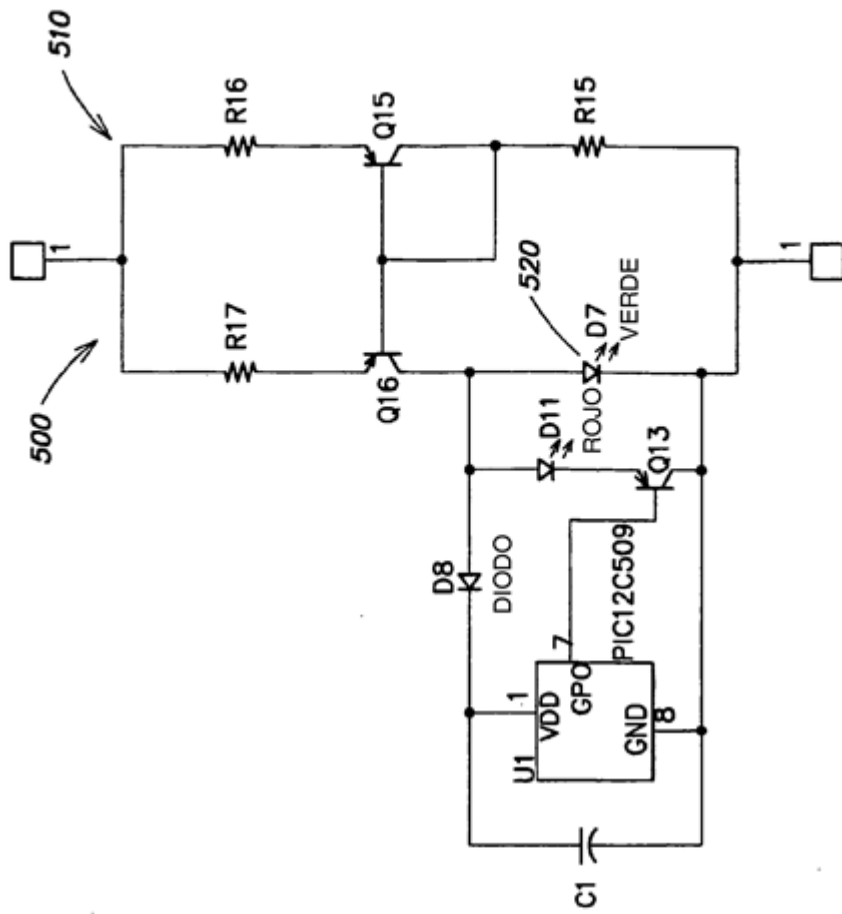 510
1
R16
R17
500
Q15
Q16
520
R15
D7
VERDE
D11
ROJO
Q13
D8
DIODO
7
PIC12C509
1
VDD
GPO
U1
GND
8
C1
1